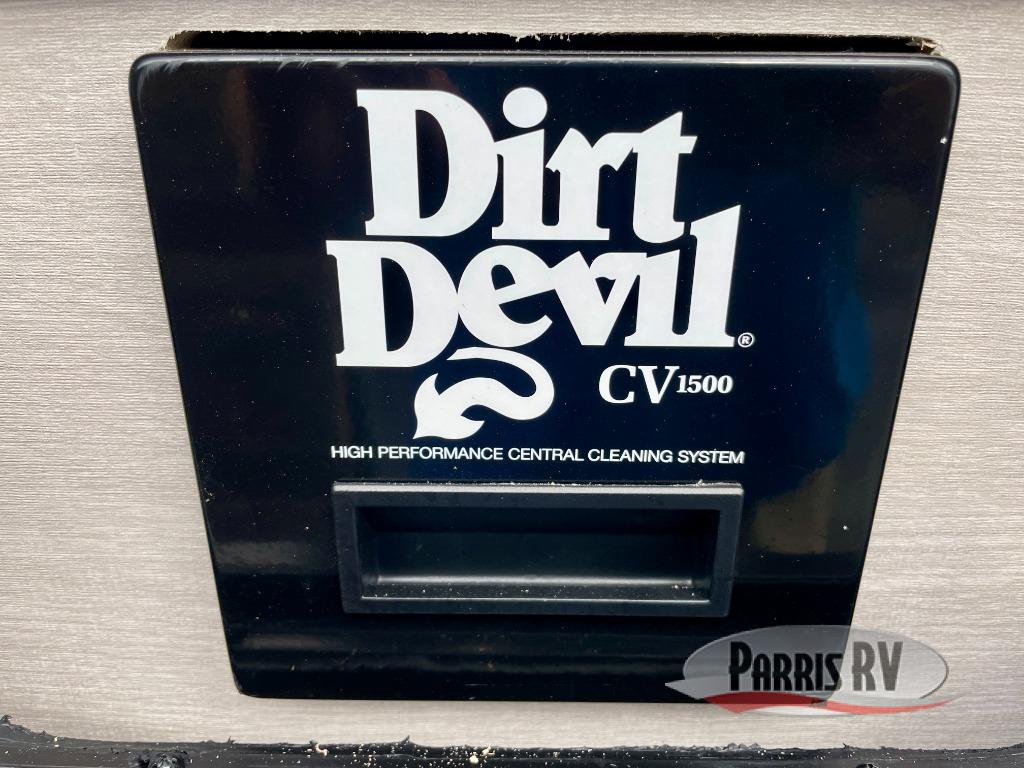 Dirt
Devil®
CV1500
HIGH PERFORMANCE CENTRAL CLEANING SYSTEM
PARRIS RV